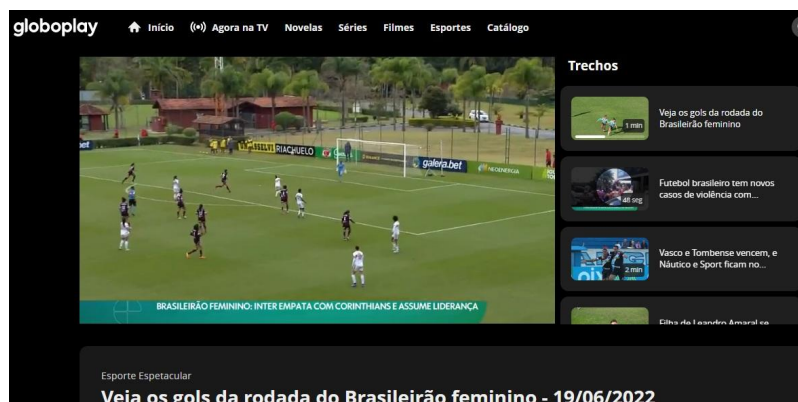 globoplay
Início
Agora na TV
Novelas
Séries
Filmes
Esportes
Catálogo
RIACHUELO
galera.bet
NEOENERGIA
BRASILEIRÃO FEMININO: INTER EMPATA COM CORINTHIANS E ASSUME LIDERANÇA
Trechos
1 min
Veja os gols da rodada do
Brasileirão feminino
48 seg
Futebol brasileiro tem novos
casos de violência com...
2 min
Vasco e Tombense vencem, e
Náutico e Sport ficam no...
Filha de Leandro Amaral se
Esporte Espetacular
Veja os gols da rodada do Brasileirão feminino - 19/06/2022